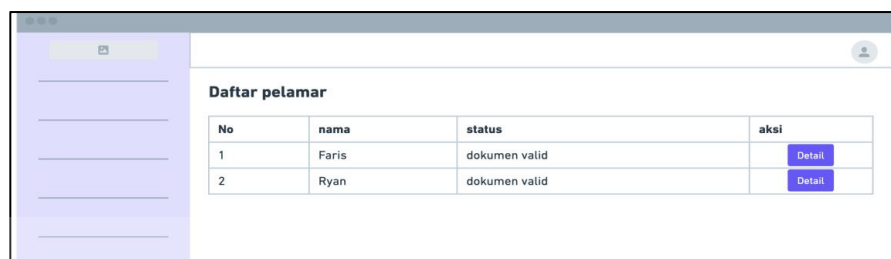 Daftar pelamar
No nama status aksi
1 Faris dokumen valid Detail
2 Ryan dokumen valid Detail